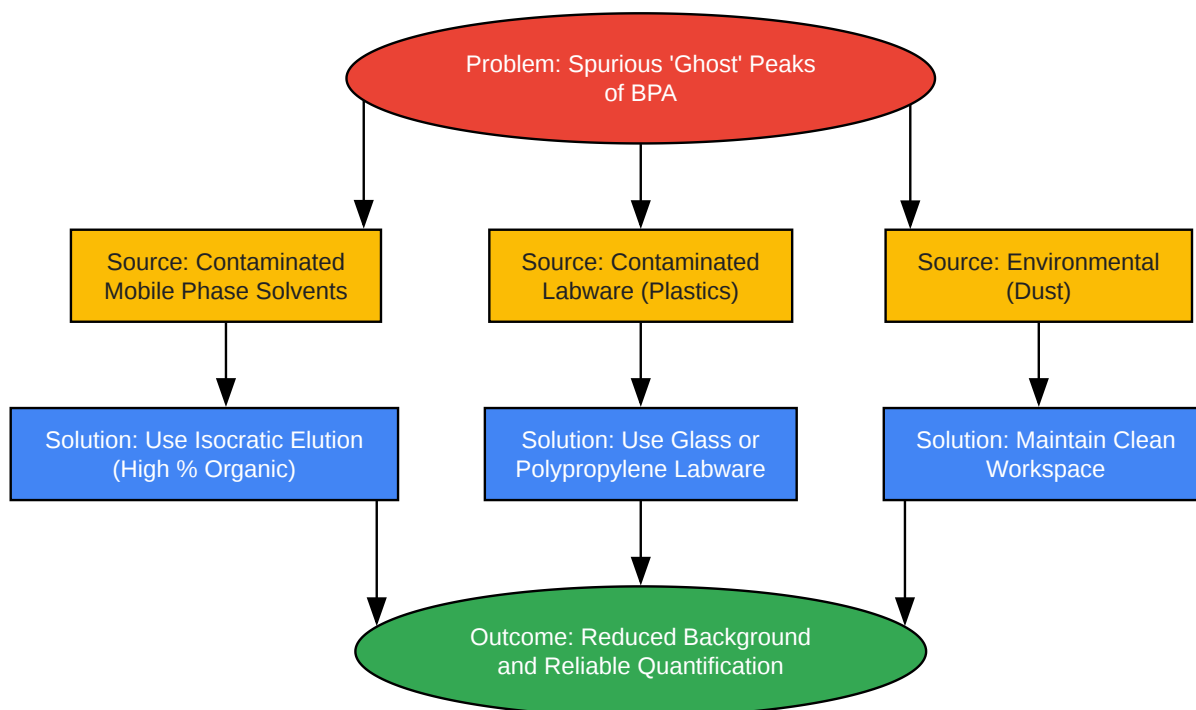 Problem: Spurious 'Ghost' Peaks
of BPA
Source: Contaminated
Mobile Phase Solvents
Source: Contaminated
Labware (Plastics)
Source: Environmental
(Dust)
Solution: Use Isocratic Elution
(High % Organic)
Solution: Use Glass or
Polypropylene Labware
Solution: Maintain Clean
Workspace
Outcome: Reduced Background
and Reliable Quantification